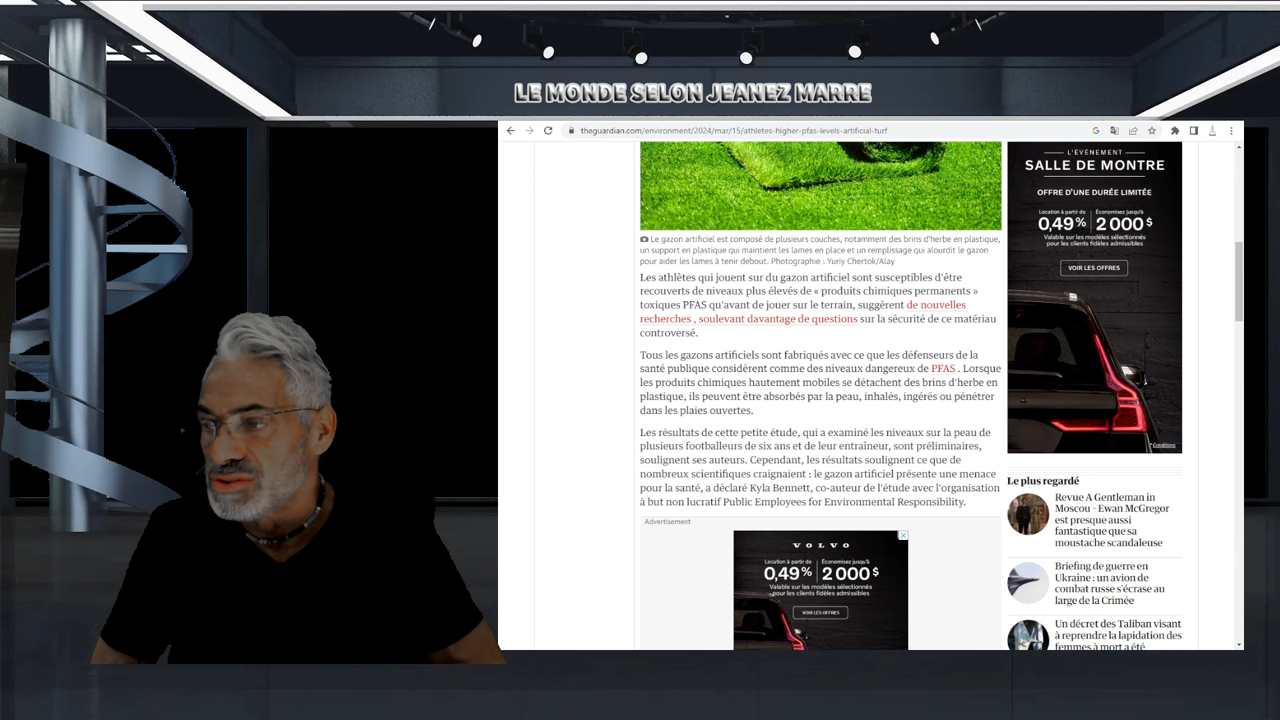 LE MONDE SELON JEANEZ MARRE
theguardian.com/environment/2024/mar/15/athletes-higher-pfas-levels-artificial-turf
Le gazon artificiel est composé de plusieurs couches, notamment des brins d'herbe en plastique,
un support en plastique qui maintient les lames en place et un remplissage qui alourdit le gazon
pour aider les lames à tenir debout. Photographie : Yuriy Chertok/Alay
Les athlètes qui jouent sur du gazon artificiel sont susceptibles d'être
recouverts de niveaux plus élevés de « produits chimiques permanents »
toxiques PFAS qu'avant de jouer sur le terrain, suggèrent de nouvelles
recherches , soulevant davantage de questions sur la sécurité de ce matériau
controversé.
Tous les gazons artificiels sont fabriqués avec ce que les défenseurs de la
santé publique considèrent comme des niveaux dangereux de PFAS . Lorsque
les produits chimiques hautement mobiles se détachent des brins d'herbe en
plastique, ils peuvent être absorbés par la peau, inhalés, ingérés ou pénétrer
dans les plaies ouvertes.
Les résultats de cette petite étude, qui a examiné les niveaux sur la peau de
plusieurs footballeurs de six ans et de leur entraîneur, sont préliminaires,
soulignent ses auteurs. Cependant, les résultats soulignent ce que de
nombreux scientifiques craignaient : le gazon artificiel présente une menace
pour la santé, a déclaré Kyla Bennett, co-auteur de l'étude avec l'organisation
à but non lucratif Public Employees for Environmental Responsibility.
Advertisement
VOLVO
Location à partir de
0,49%
Économisez jusqu'à
2 000 $
Valable sur les modèles sélectionnés
pour les clients fidèles admissibles
VOIR LES OFFRES
L'ÉVÈNEMENT
SALLE DE MONTRE
OFFRE D'UNE DURÉE LIMITÉE
Location à partir de
0,49%
Économisez jusqu'à
2 000 $
Valable sur les modèles sélectionnés
pour les clients fidèles admissibles
VOIR LES OFFRES
* Conditions
Le plus regardé
Revue A Gentleman in
Moscou – Ewan McGregor
est presque aussi
fantastique que sa
moustache scandaleuse
Briefing de guerre en
Ukraine : un avion de
combat russe s'écrase au
large de la Crimée
Un décret des Taliban visant
à reprendre la lapidation des
femmes à mort a été